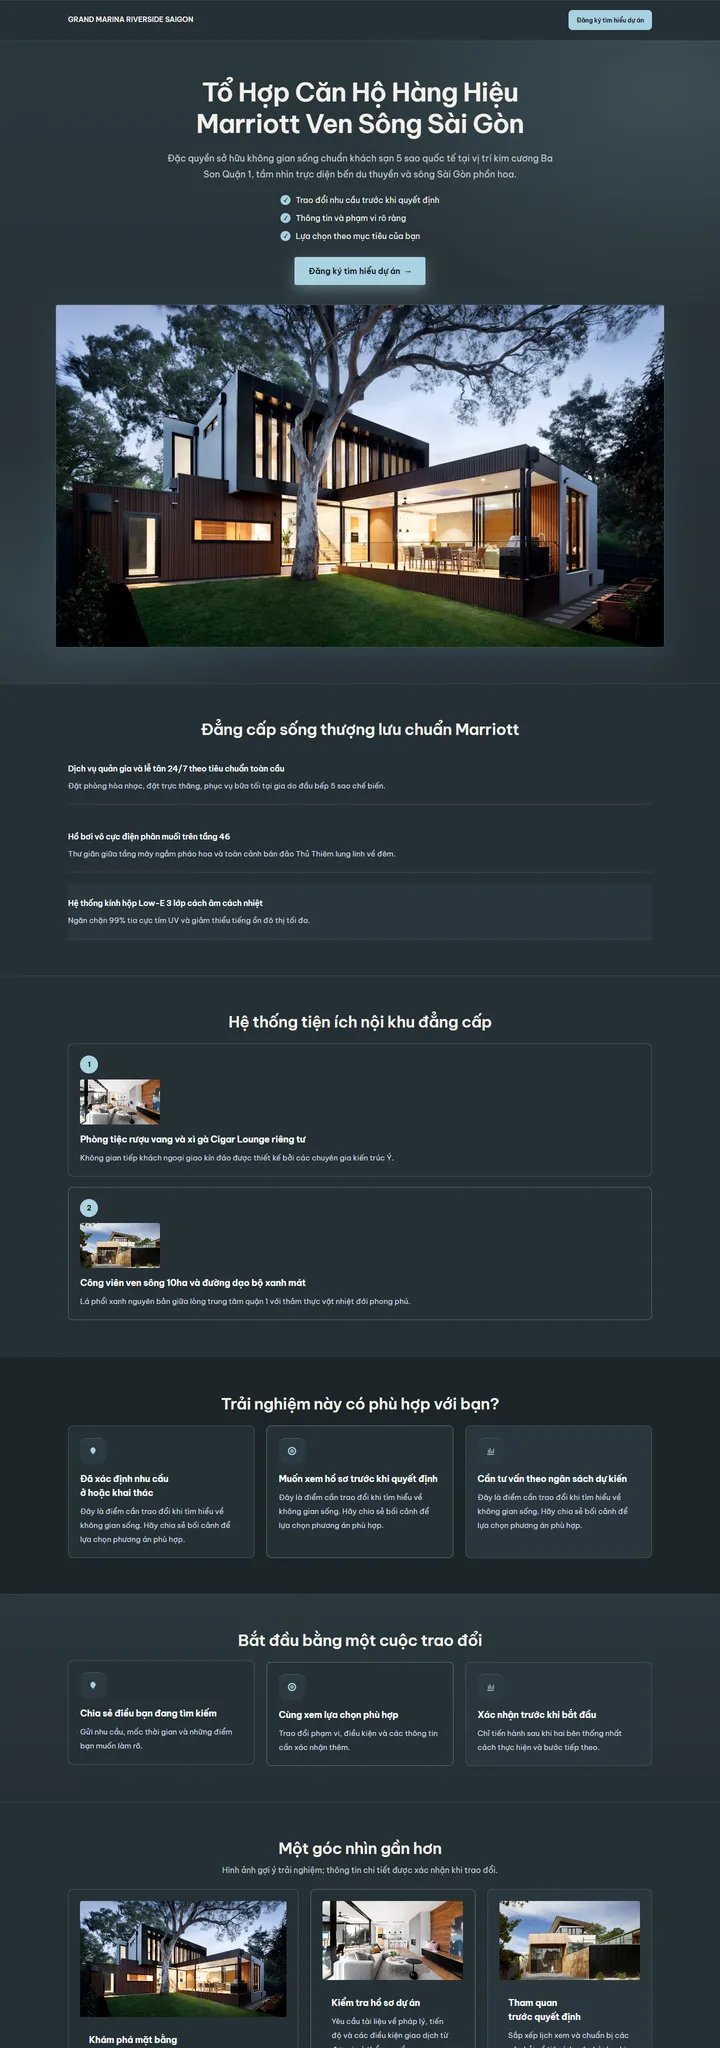 GRAND MARINA RIVERSIDE SAIGON
Đăng ký tìm hiểu dự án
Tổ Hợp Căn Hộ Hàng Hiệu
Marriott Ven Sông Sài Gòn
Đặc quyền sở hữu không gian sống chuẩn khách sạn 5 sao quốc tế tại vị trí kim cương Ba
Son Quận 1, tầm nhìn trực diện bến du thuyền và sông Sài Gòn phồn hoa.
Trao đổi nhu cầu trước khi quyết định
Thông tin và phạm vi rõ ràng
Lựa chọn theo mục tiêu của bạn
Đăng ký tìm hiểu dự án →
Đẳng cấp sống thượng lưu chuẩn Marriott
Dịch vụ quản gia và lễ tân 24/7 theo tiêu chuẩn toàn cầu
Đặt phòng hòa nhạc, đặt trực thăng, phục vụ bữa tối tại gia do đầu bếp 5 sao chế biến.
Hồ bơi vô cực điện phân muối trên tầng 46
Thư giãn giữa tầng mây ngắm pháo hoa và toàn cảnh bán đảo Thủ Thiêm lung linh về đêm.
Hệ thống kính hộp Low-E 3 lớp cách âm cách nhiệt
Ngăn chặn 99% tia cực tím UV và giảm thiểu tiếng ồn đô thị tối đa.
Hệ thống tiện ích nội khu đẳng cấp
1
Phòng tiệc rượu vang và xì gà Cigar Lounge riêng tư
Không gian tiếp khách ngoại giao kín đáo được thiết kế bởi các chuyên gia kiến trúc Ý.
2
Công viên ven sông 10ha và đường dạo bộ xanh mát
Lá phổi xanh nguyên bản giữa lòng trung tâm quận 1 với thảm thực vật nhiệt đới phong phú.
Trải nghiệm này có phù hợp với bạn?
Đã xác định nhu cầu
ở hoặc khai thác
Đây là điểm cần trao đổi khi tìm hiểu về
không gian sống. Hãy chia sẻ bối cảnh để
lựa chọn phương án phù hợp.
Muốn xem hồ sơ trước khi quyết định
Đây là điểm cần trao đổi khi tìm hiểu về
không gian sống. Hãy chia sẻ bối cảnh để
lựa chọn phương án phù hợp.
Cần tư vấn theo ngân sách dự kiến
Đây là điểm cần trao đổi khi tìm hiểu về
không gian sống. Hãy chia sẻ bối cảnh để
lựa chọn phương án phù hợp.
Bắt đầu bằng một cuộc trao đổi
Chia sẻ điều bạn đang tìm kiếm
Gửi nhu cầu, mốc thời gian và những điểm
bạn muốn làm rõ.
Cùng xem lựa chọn phù hợp
Trao đổi phạm vi, điều kiện và các thông tin
cần xác nhận thêm.
Xác nhận trước khi bắt đầu
Chỉ tiến hành sau khi hai bên thống nhất
cách thực hiện và bước tiếp theo.
Một góc nhìn gần hơn
Hình ảnh gợi ý trải nghiệm; thông tin chi tiết được xác nhận khi trao đổi.
Khám phá mặt bằng
Kiểm tra hồ sơ dự án
Yêu cầu tài liệu về pháp lý, tiến
độ và các điều kiện giao dịch từ
Tham quan
trước quyết định
Sắp xếp lịch xem và chuẩn bị các